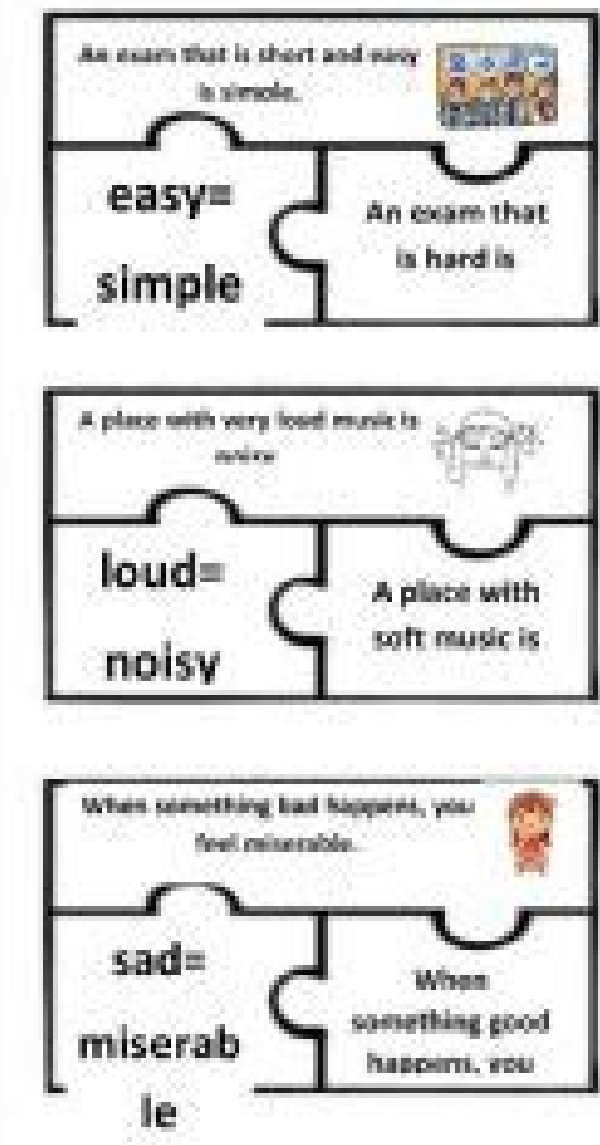 An exam that is short and easy
is simple.
easy=
simple
An exam that
is hard is
A place with very loud music is
noisy
loud=
noisy
A place with
soft music is
When something bad happens, you
feel miserable.
sad=
miserab
le
When
something good
happens, you